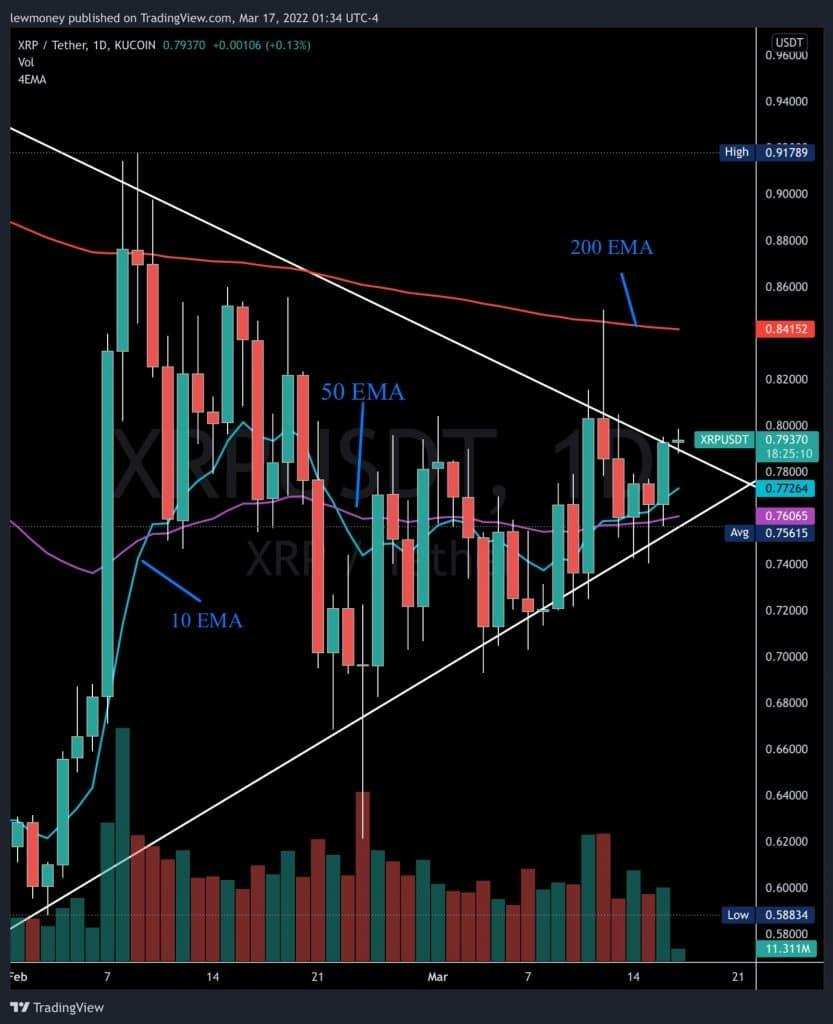 lewmoney published on TradingView.com, Mar 17, 2022 01:34 UTC-4
XRP / Tether, 1D, KUCOIN 0.79370 +0.00106 (+0.13%)
Vol
4EMA
USDT
0.96000
0.94000
High 0.91789
0.90000
0.88000
200 EMA
0.86000
0.84152
50 EMA
0.82000
0.80000
XRPUSDT 0.79370
18:25:10
XRPUSDT, 1D
0.78000
0.77264
0.76065
Avg 0.75615
XRP / Tether
0.74000
10 EMA
0.72000
0.70000
0.68000
0.66000
0.64000
0.62000
0.60000
Low 0.58834
0.58000
11.311M
Feb 7 14 21 Mar 7 14 21
TradingView